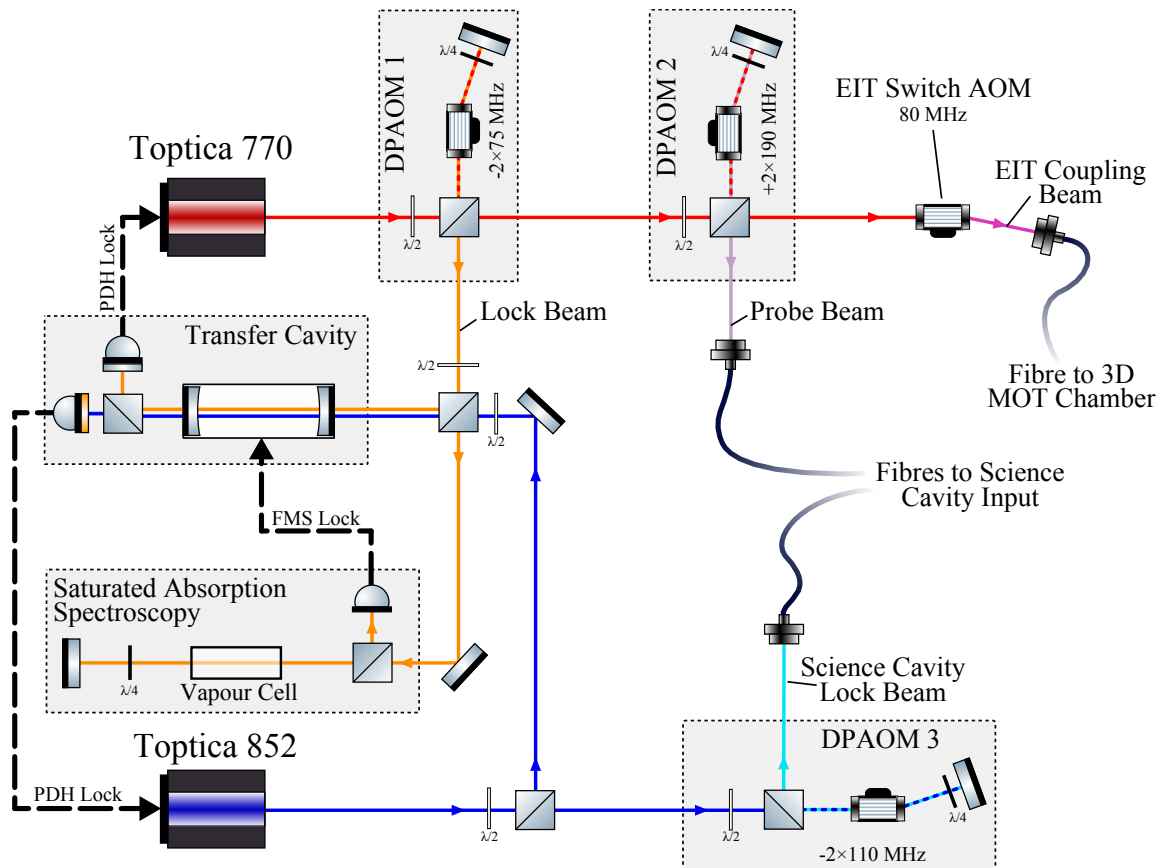 DPAOM 1
λ/4
-2×75 MHz
λ/2
DPAOM 2
λ/4
+2×190 MHz
λ/2
EIT Switch AOM
80 MHz
EIT Coupling
Beam
Toptica 770
PDH Lock
Lock Beam
Probe Beam
Transfer Cavity
λ/2
λ/2
Fibre to 3D
MOT Chamber
Fibres to Science
Cavity Input
FMS Lock
Saturated Absorption
Spectroscopy
λ/4
Vapour Cell
Science Cavity
Lock Beam
Toptica 852
PDH Lock
λ/2
DPAOM 3
λ/2
λ/4
-2×110 MHz